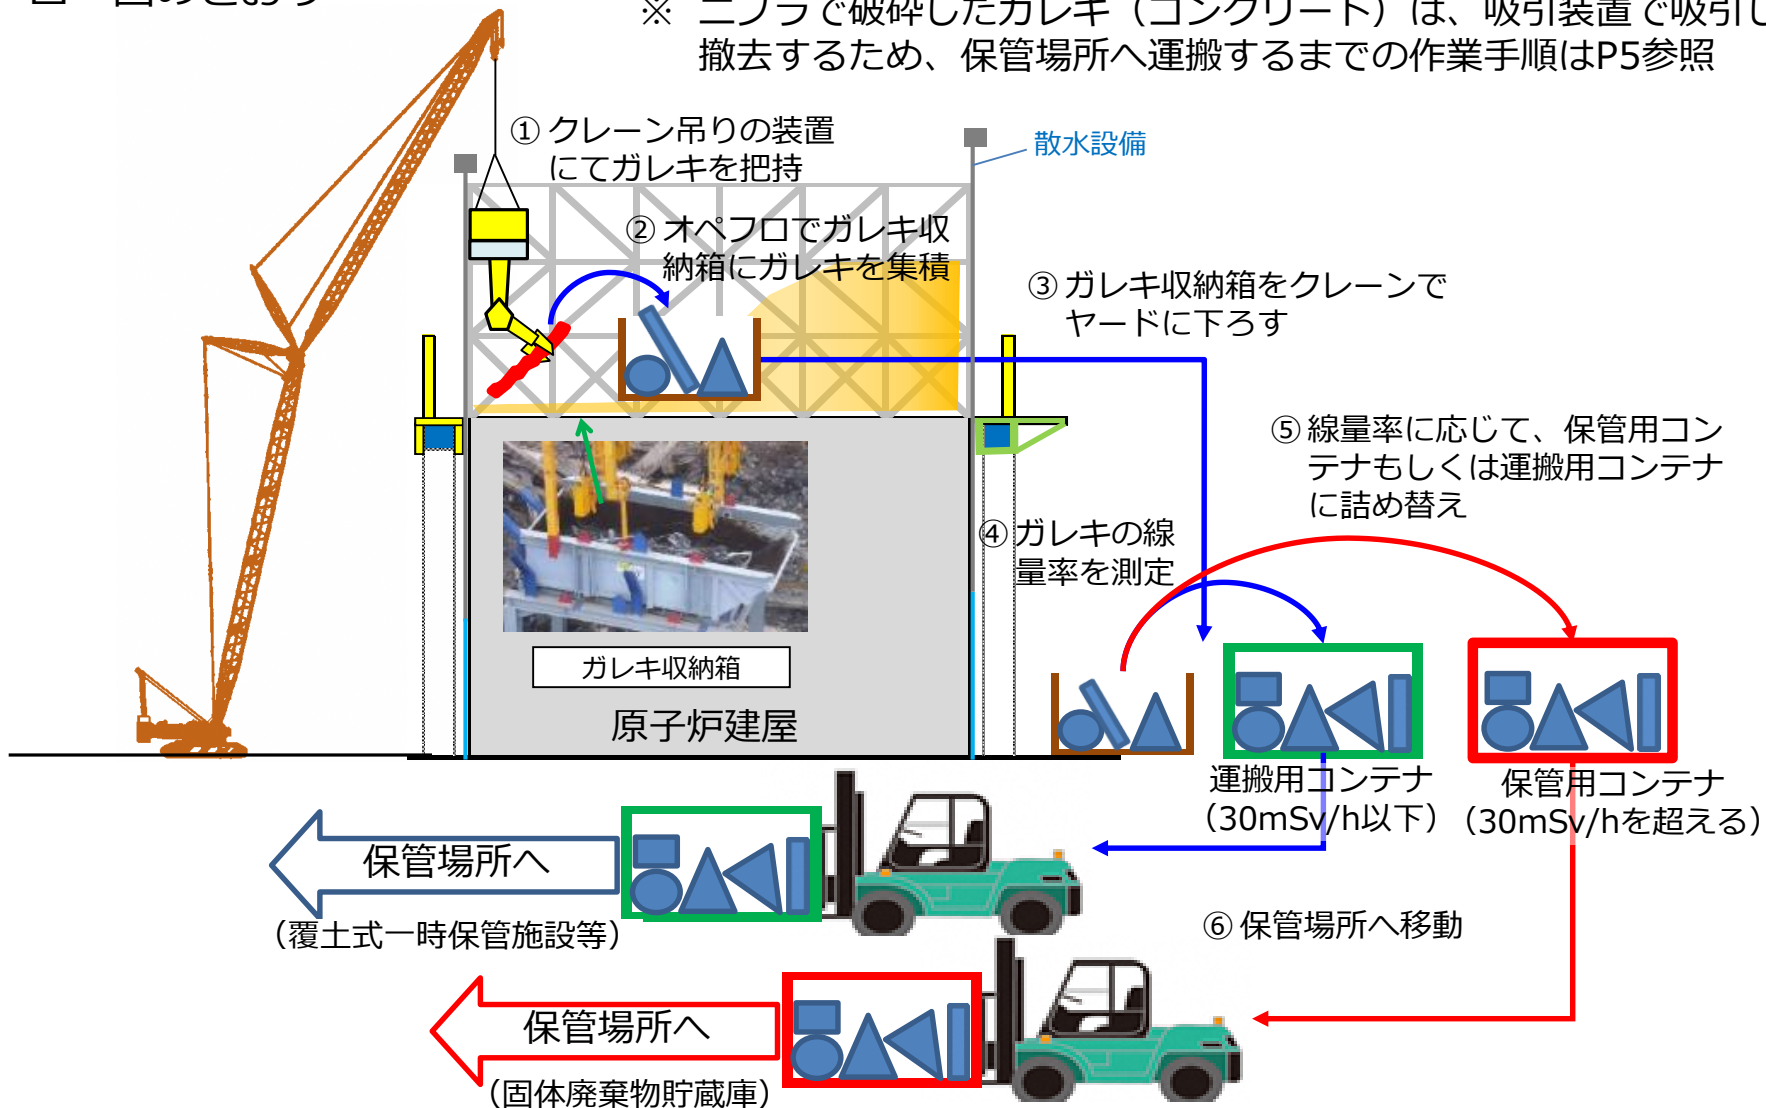 ※ ニブラで破砕したガレキ（コンクリート）は、吸引装置で吸引し
撤去するため、保管場所へ運搬するまでの作業手順はP5参照
① クレーン吊りの装置
にてガレキを把持
散水設備
② オペフロでガレキ収
納箱にガレキを集積
③ ガレキ収納箱をクレーンで
ヤードに下ろす
⑤ 線量率に応じて、保管用コン
テナもしくは運搬用コンテナ
に詰め替え
④ ガレキの線
量率を測定
ガレキ収納箱
原子炉建屋
運搬用コンテナ
（30mSv/h以下）
保管用コンテナ
（30mSv/hを超える）
保管場所へ
（覆土式一時保管施設等）
⑥ 保管場所へ移動
保管場所へ
（固体廃棄物貯蔵庫）